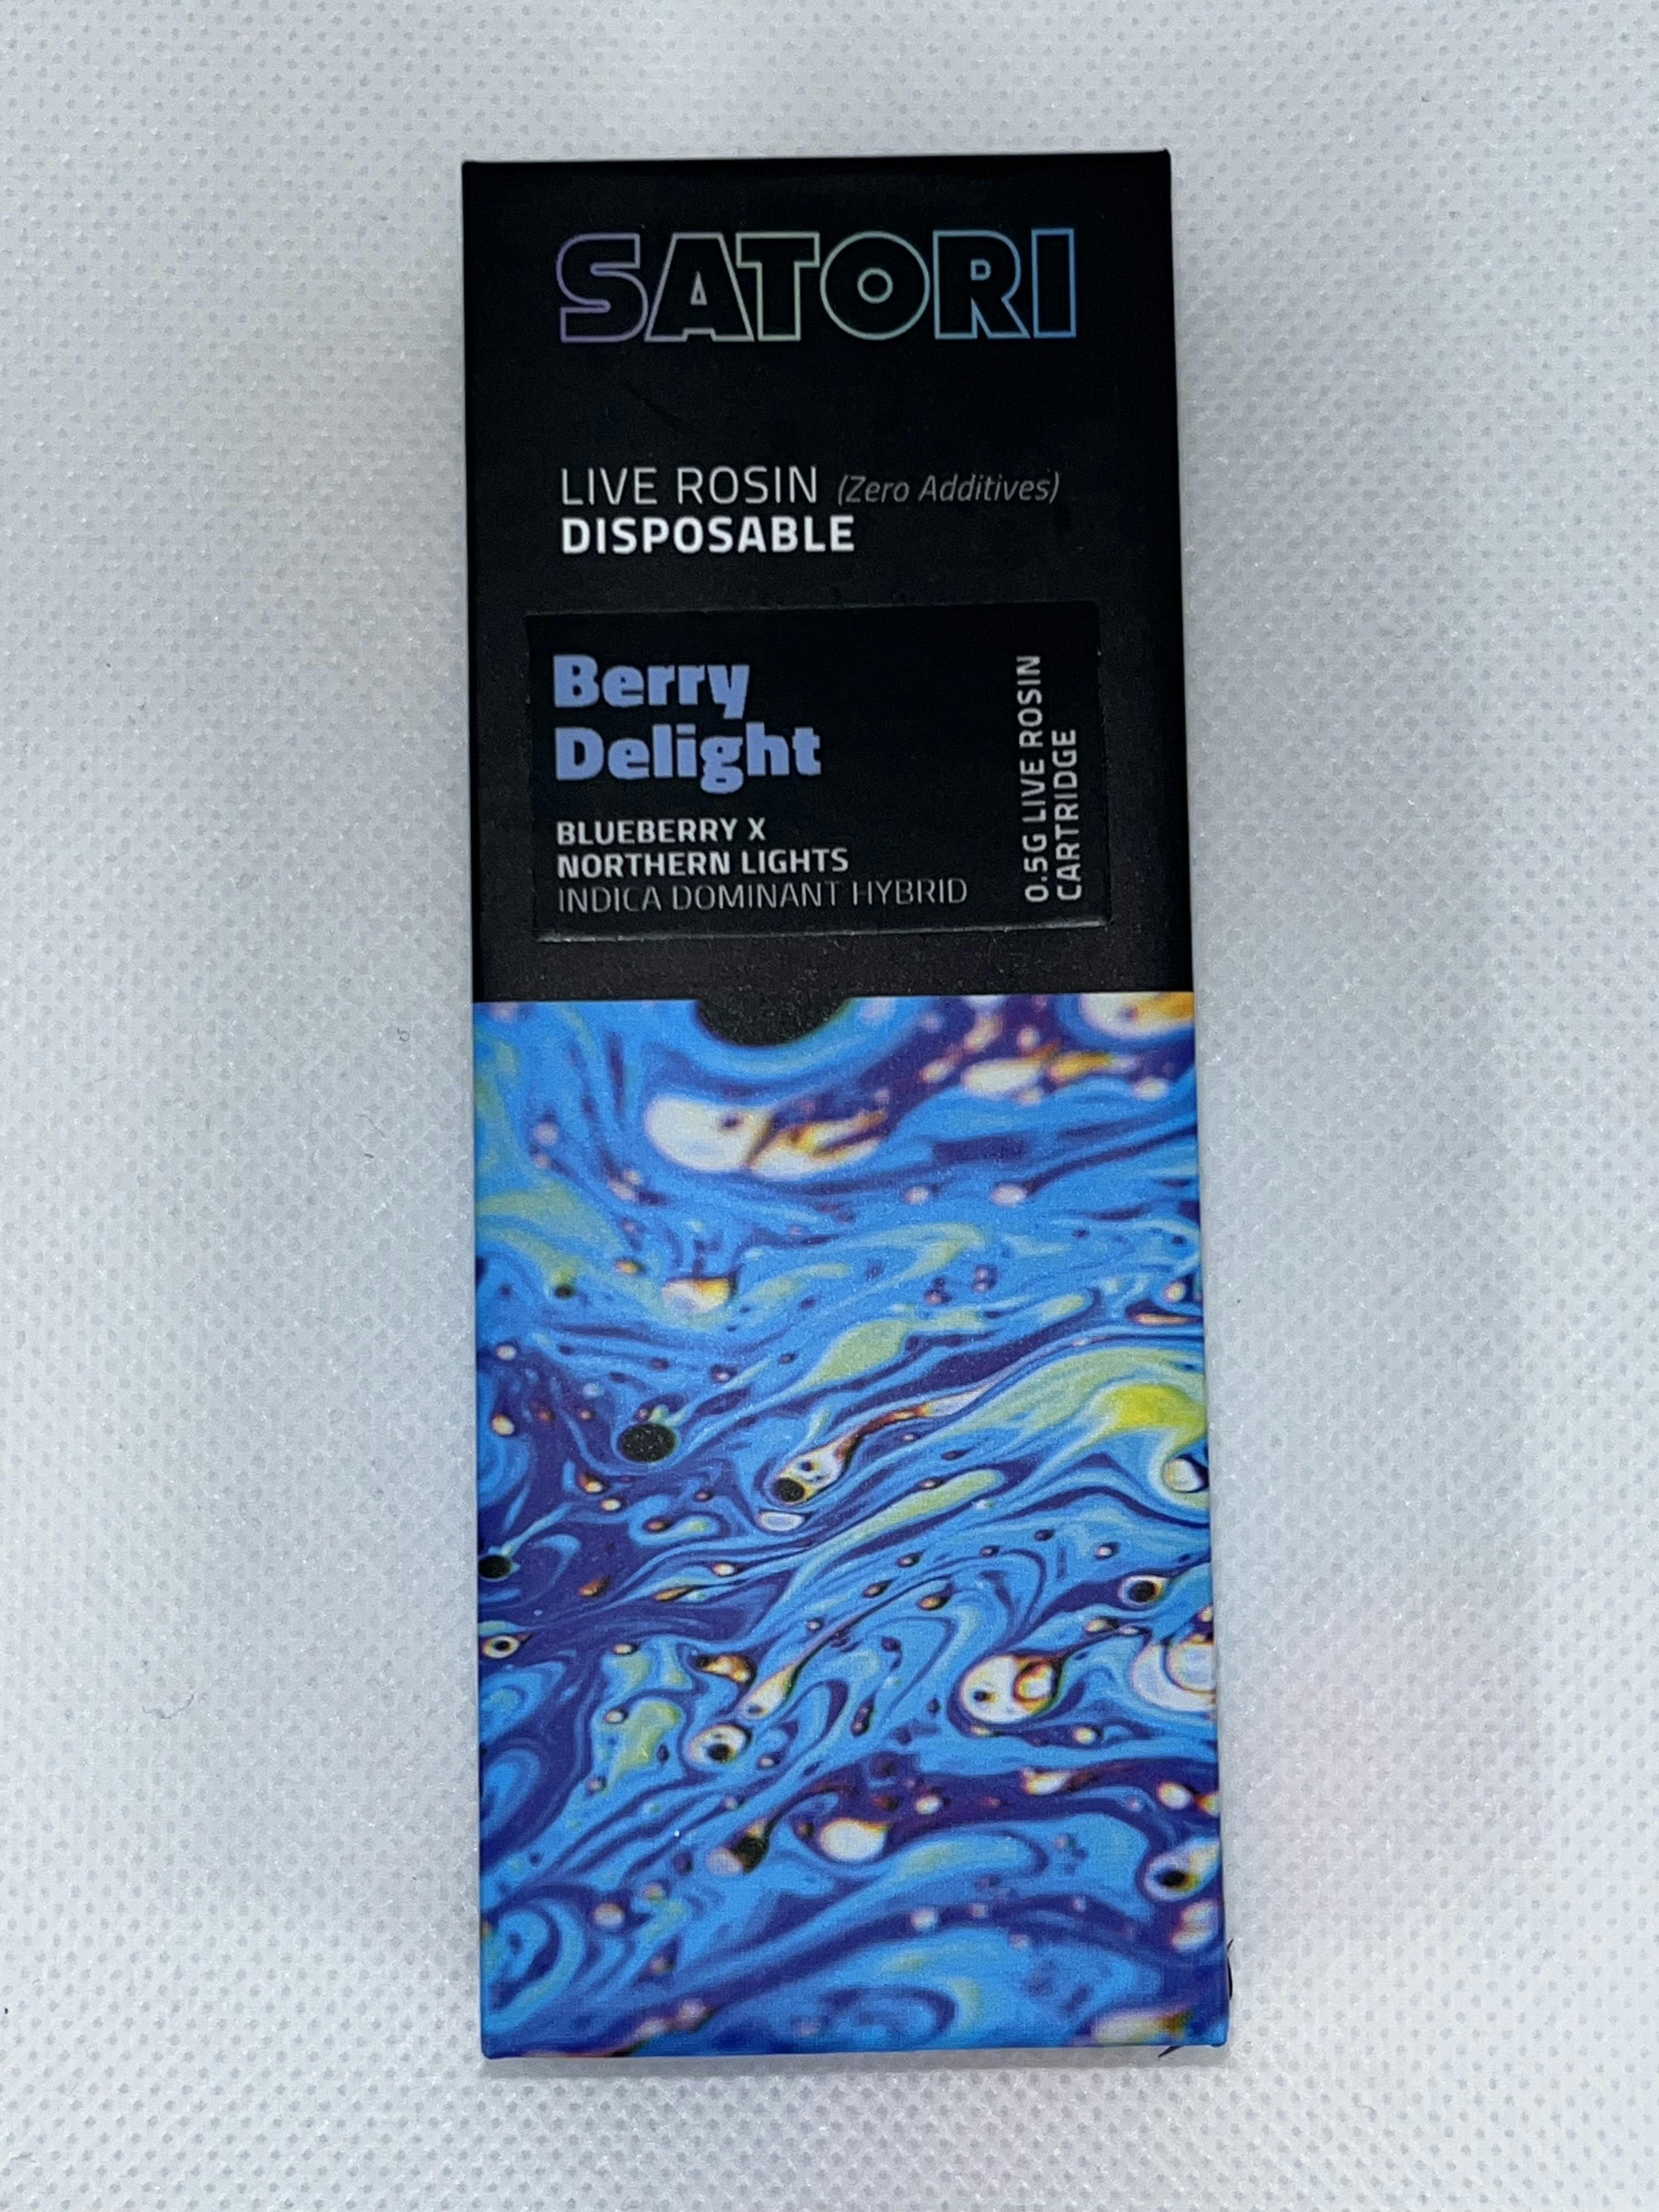 SATORI
LIVE ROSIN (Zero Additives)
DISPOSABLE
Berry
Delight
BLUEBERRY X
NORTHERN LIGHTS
INDICA DOMINANT HYBRID
0.5G LIVE ROSIN
CARTRIDGE